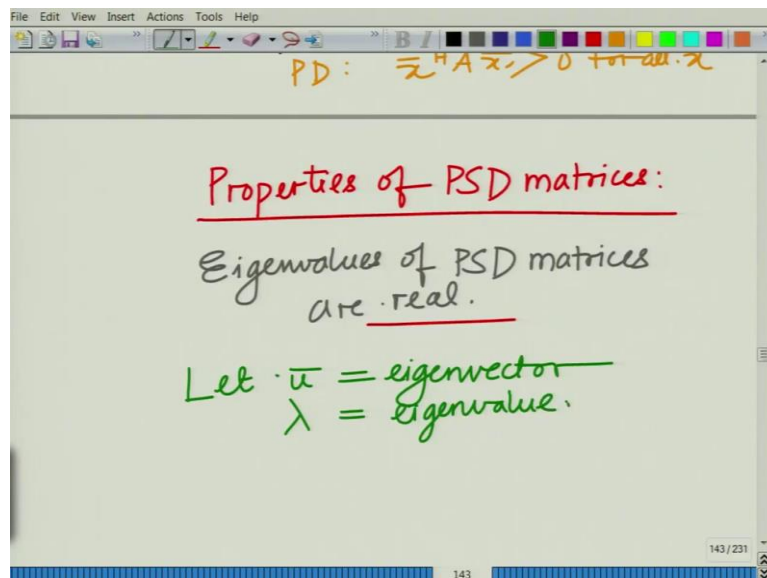 File Edit View Insert Actions Tools Help
PD : x̄ᴴ A x̄ > 0 for all x
Properties of PSD matrices:
Eigenvalues of PSD matrices
are real.
Let ū = eigenvector
λ = eigenvalue.
143 / 231
143